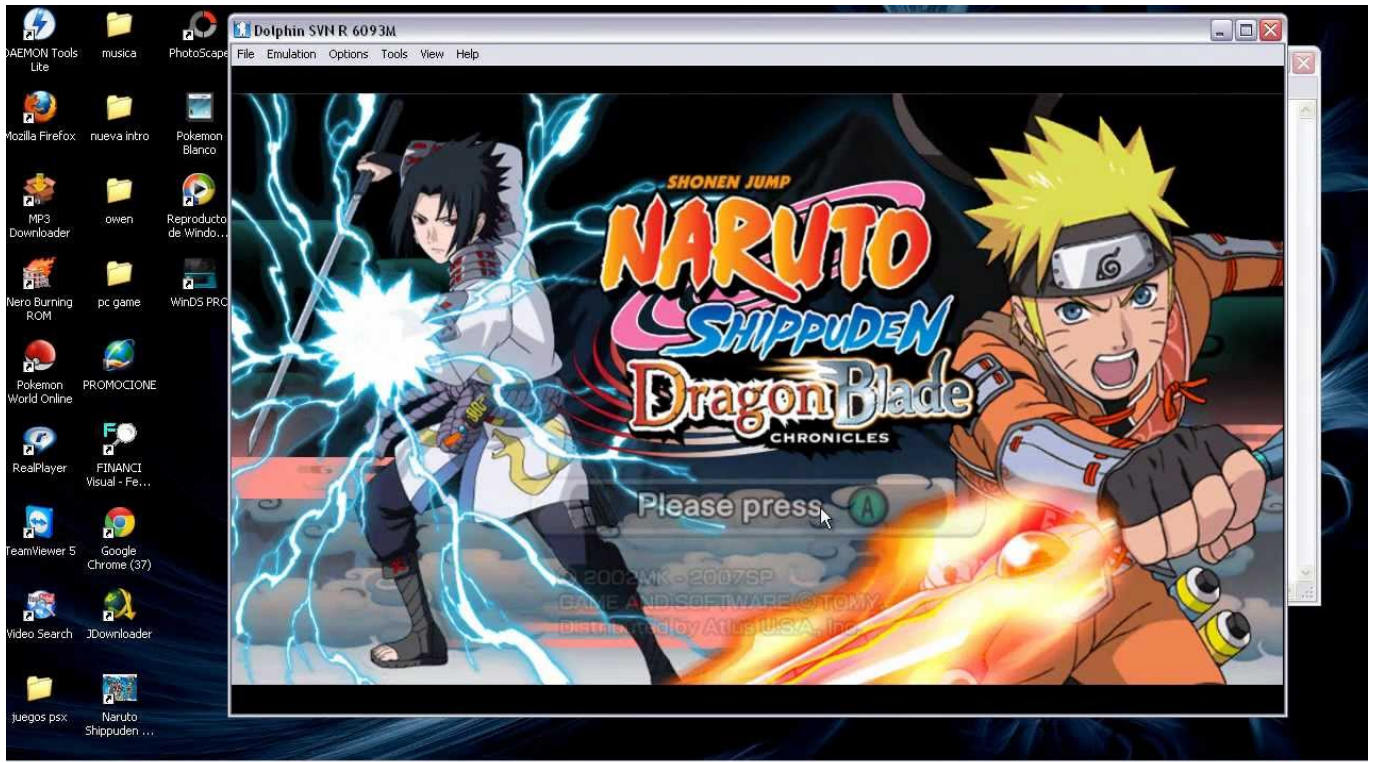 DAEMON Tools
Lite
musica
PhotoScape
Mozilla Firefox
nueva intro
Pokemon
Blanco
MP3
Downloader
owen
Reproducto
de Windo...
Nero Burning
ROM
pc game
WinDS PRO
Pokemon
World Online
PROMOCIONE
RealPlayer
FINANCI
Visual - Fe...
TeamViewer 5
Google
Chrome (37)
Video Search
JDownloader
juegos psx
Naruto
Shippuden ...
Dolphin SVN R 6093M
File Emulation Options Tools View Help
SHONEN JUMP
NARUTO
SHIPPUDEN
Dragon Blade
CHRONICLES
Please press A
© 2002MK - 2007SP
GAME AND SOFTWARE © TOMY
Distributed by Atlus U.S.A., Inc.